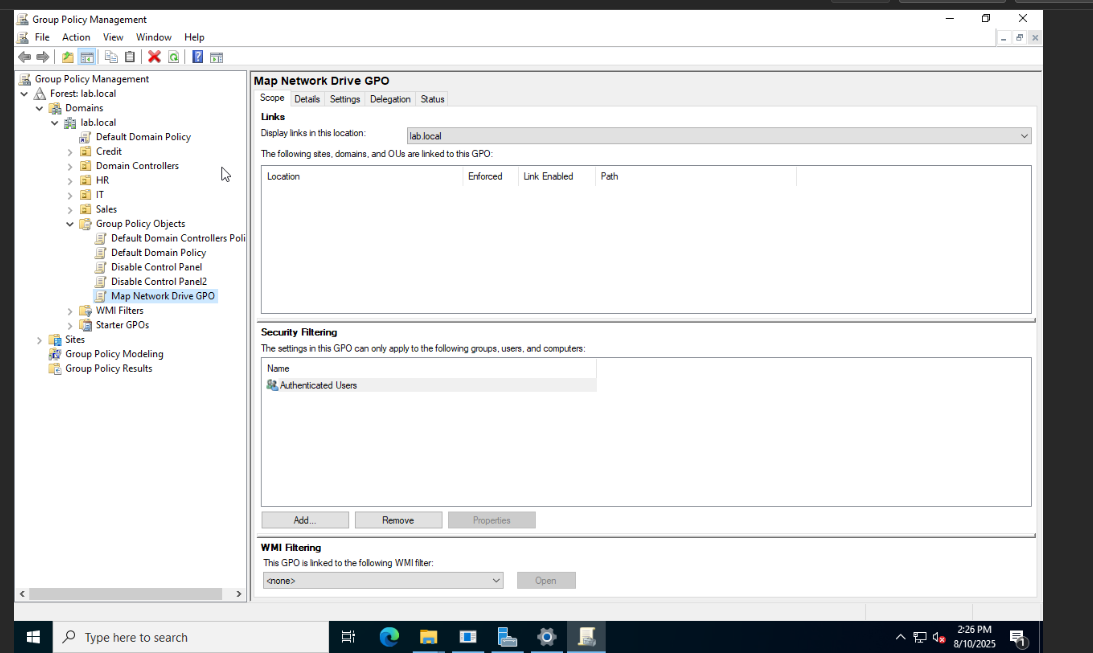 Group Policy Management
File Action View Window Help
Group Policy Management
Forest: lab.local
Domains
lab.local
Default Domain Policy
Credit
Domain Controllers
HR
IT
Sales
Group Policy Objects
Default Domain Controllers Poli
Default Domain Policy
Disable Control Panel
Disable Control Panel2
Map Network Drive GPO
WMI Filters
Starter GPOs
Sites
Group Policy Modeling
Group Policy Results
Map Network Drive GPO
Scope Details Settings Delegation Status
Links
Display links in this location: lab.local
The following sites, domains, and OUs are linked to this GPO:
Location Enforced Link Enabled Path
Security Filtering
The settings in this GPO can only apply to the following groups, users, and computers:
Name
Authenticated Users
Add... Remove Properties
WMI Filtering
This GPO is linked to the following WMI filter:
<none> Open
Type here to search
2:26 PM
8/10/2025
1